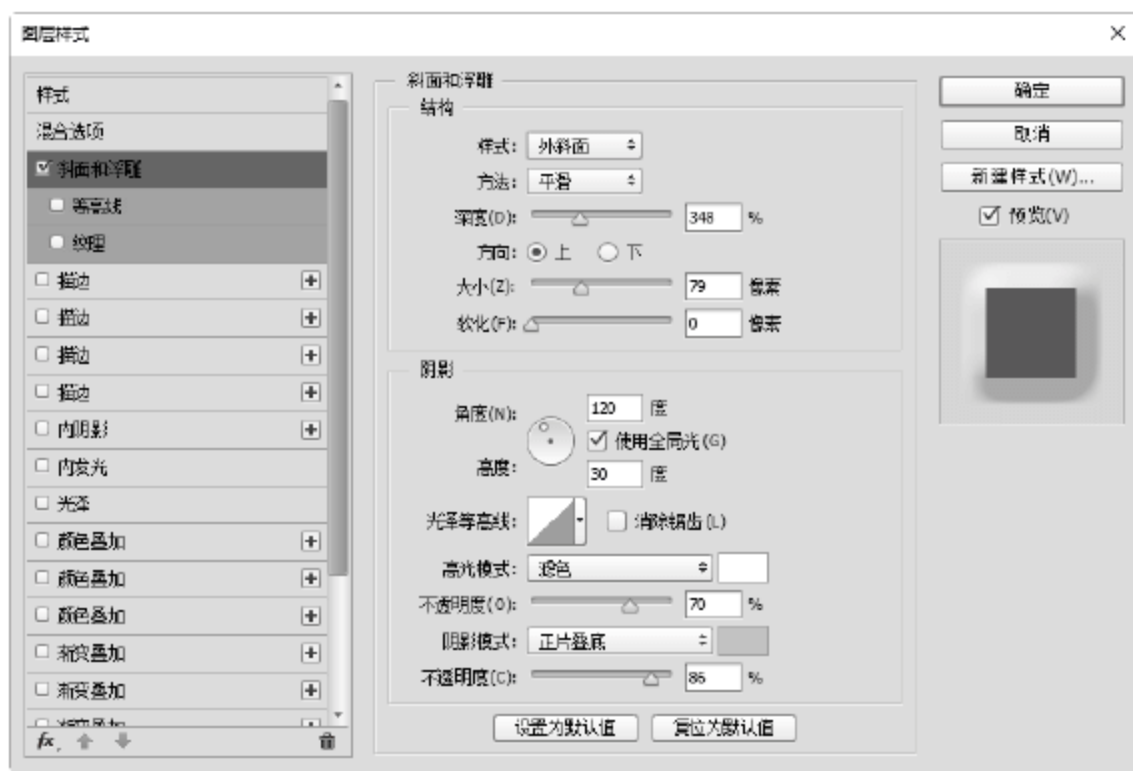 图层样式
样式
混合选项
斜面和浮雕
等高线
纹理
描边
描边
描边
描边
内阴影
内发光
光泽
颜色叠加
颜色叠加
颜色叠加
渐变叠加
渐变叠加
渐变叠加
fx
斜面和浮雕
结构
样式: 外斜面
方法: 平滑
深度(D): 348 %
方向: 上 下
大小(Z): 79 像素
软化(F): 0 像素
阴影
角度(N): 120 度
使用全局光(G)
高度: 30 度
光泽等高线: 消除锯齿(L)
高光模式: 滤色
不透明度(O): 70 %
阴影模式: 正片叠底
不透明度(C): 86 %
设置为默认值 复位为默认值
确定
取消
新建样式(W)...
预览(V)